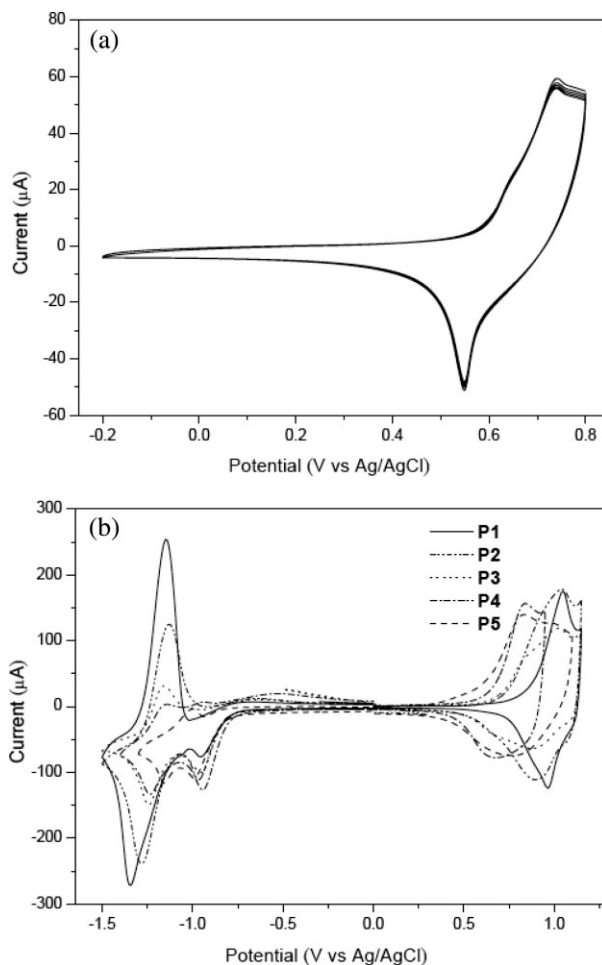 (a)
80
60
40
20
0
-20
-40
-60
Current (μA)
-0.2
0.0
0.2
0.4
0.6
0.8
Potential (V vs Ag/AgCl)
(b)
P1
P2
P3
P4
P5
300
200
100
0
-100
-200
-300
Current (μA)
-1.5
-1.0
-0.5
0.0
0.5
1.0
Potential (V vs Ag/AgCl)